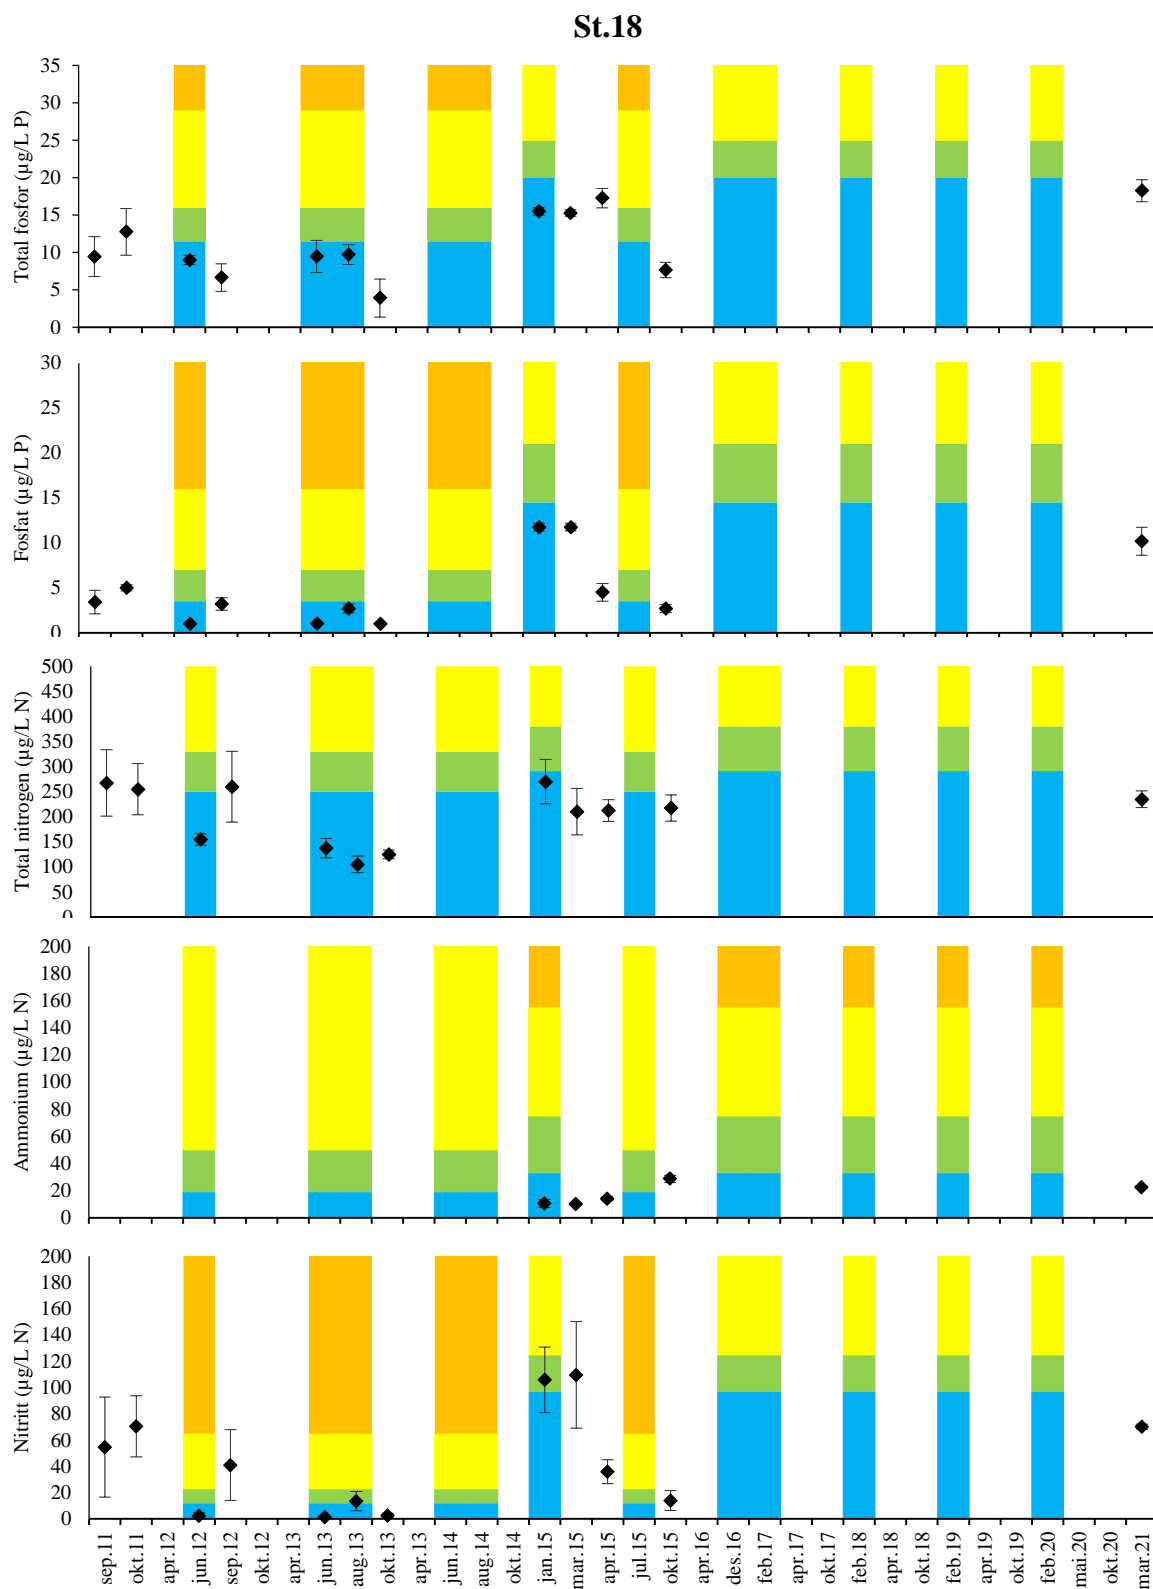 St.18
Total fosfor (µg/L P)
35
30
25
20
15
10
5
0
Fosfat (µg/L P)
30
25
20
15
10
5
0
Total nitrogen (µg/L N)
500
450
400
350
300
250
200
150
100
50
0
Ammonium (µg/L N)
200
180
160
140
120
100
80
60
40
20
0
Nitritt (µg/L N)
200
180
160
140
120
100
80
60
40
20
0
sep.11
okt.11
apr.12
jun.12
sep.12
okt.12
apr.13
jun.13
aug.13
okt.13
apr.13
jun.14
aug.14
okt.14
jan.15
mar.15
apr.15
jul.15
okt.15
apr.16
des.16
feb.17
apr.17
okt.17
feb.18
apr.18
okt.18
feb.19
apr.19
okt.19
feb.20
mai.20
okt.20
mar.21